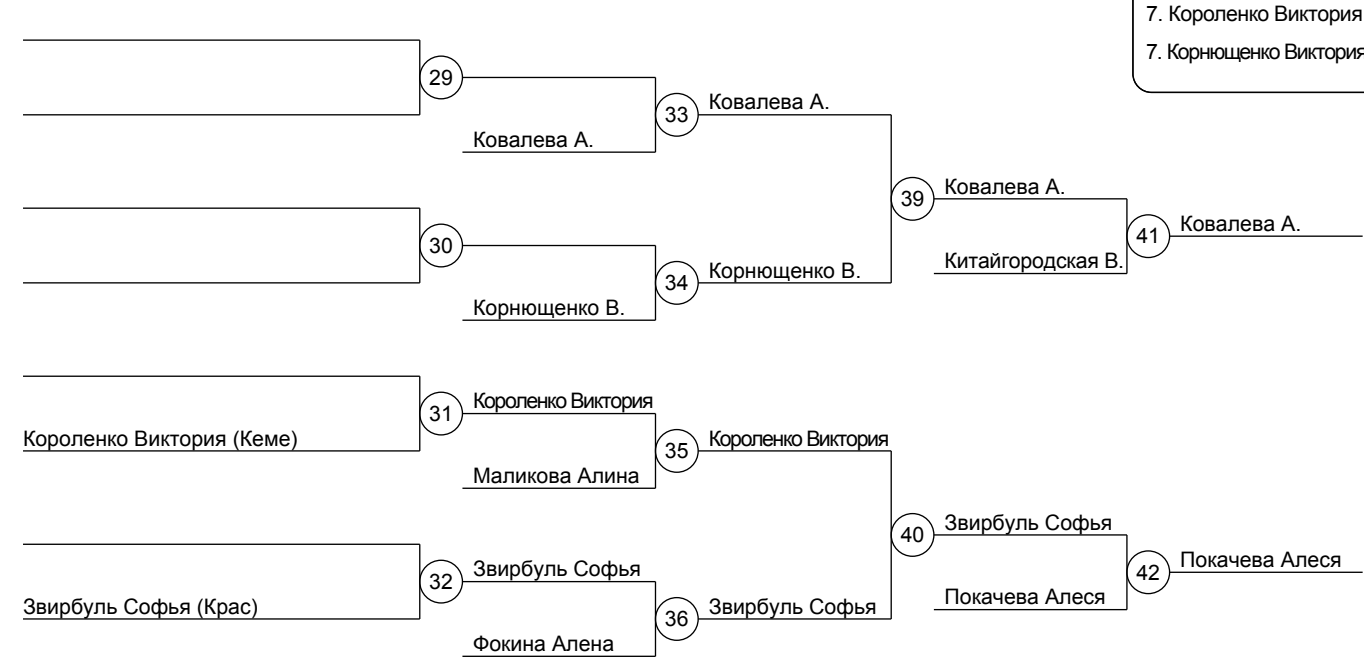 7. Короленко Виктория
7. Корнющенко Виктория
29
33
Ковалева А.
Ковалева А.
39
Ковалева А.
30
34
Корнющенко В.
Корнющенко В.
41
Ковалева А.
Китайгородская В.
31
Короленко Виктория
Короленко Виктория (Кеме)
35
Короленко Виктория
Маликова Алина
40
Звирбуль Софья
32
Звирбуль Софья
Звирбуль Софья (Крас)
36
Звирбуль Софья
Фокина Алена
42
Покачева Алеся
Покачева Алеся